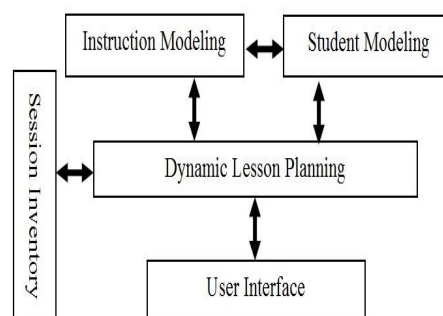 Instruction Modeling
Student Modeling
Session Inventory
Dynamic Lesson Planning
User Interface